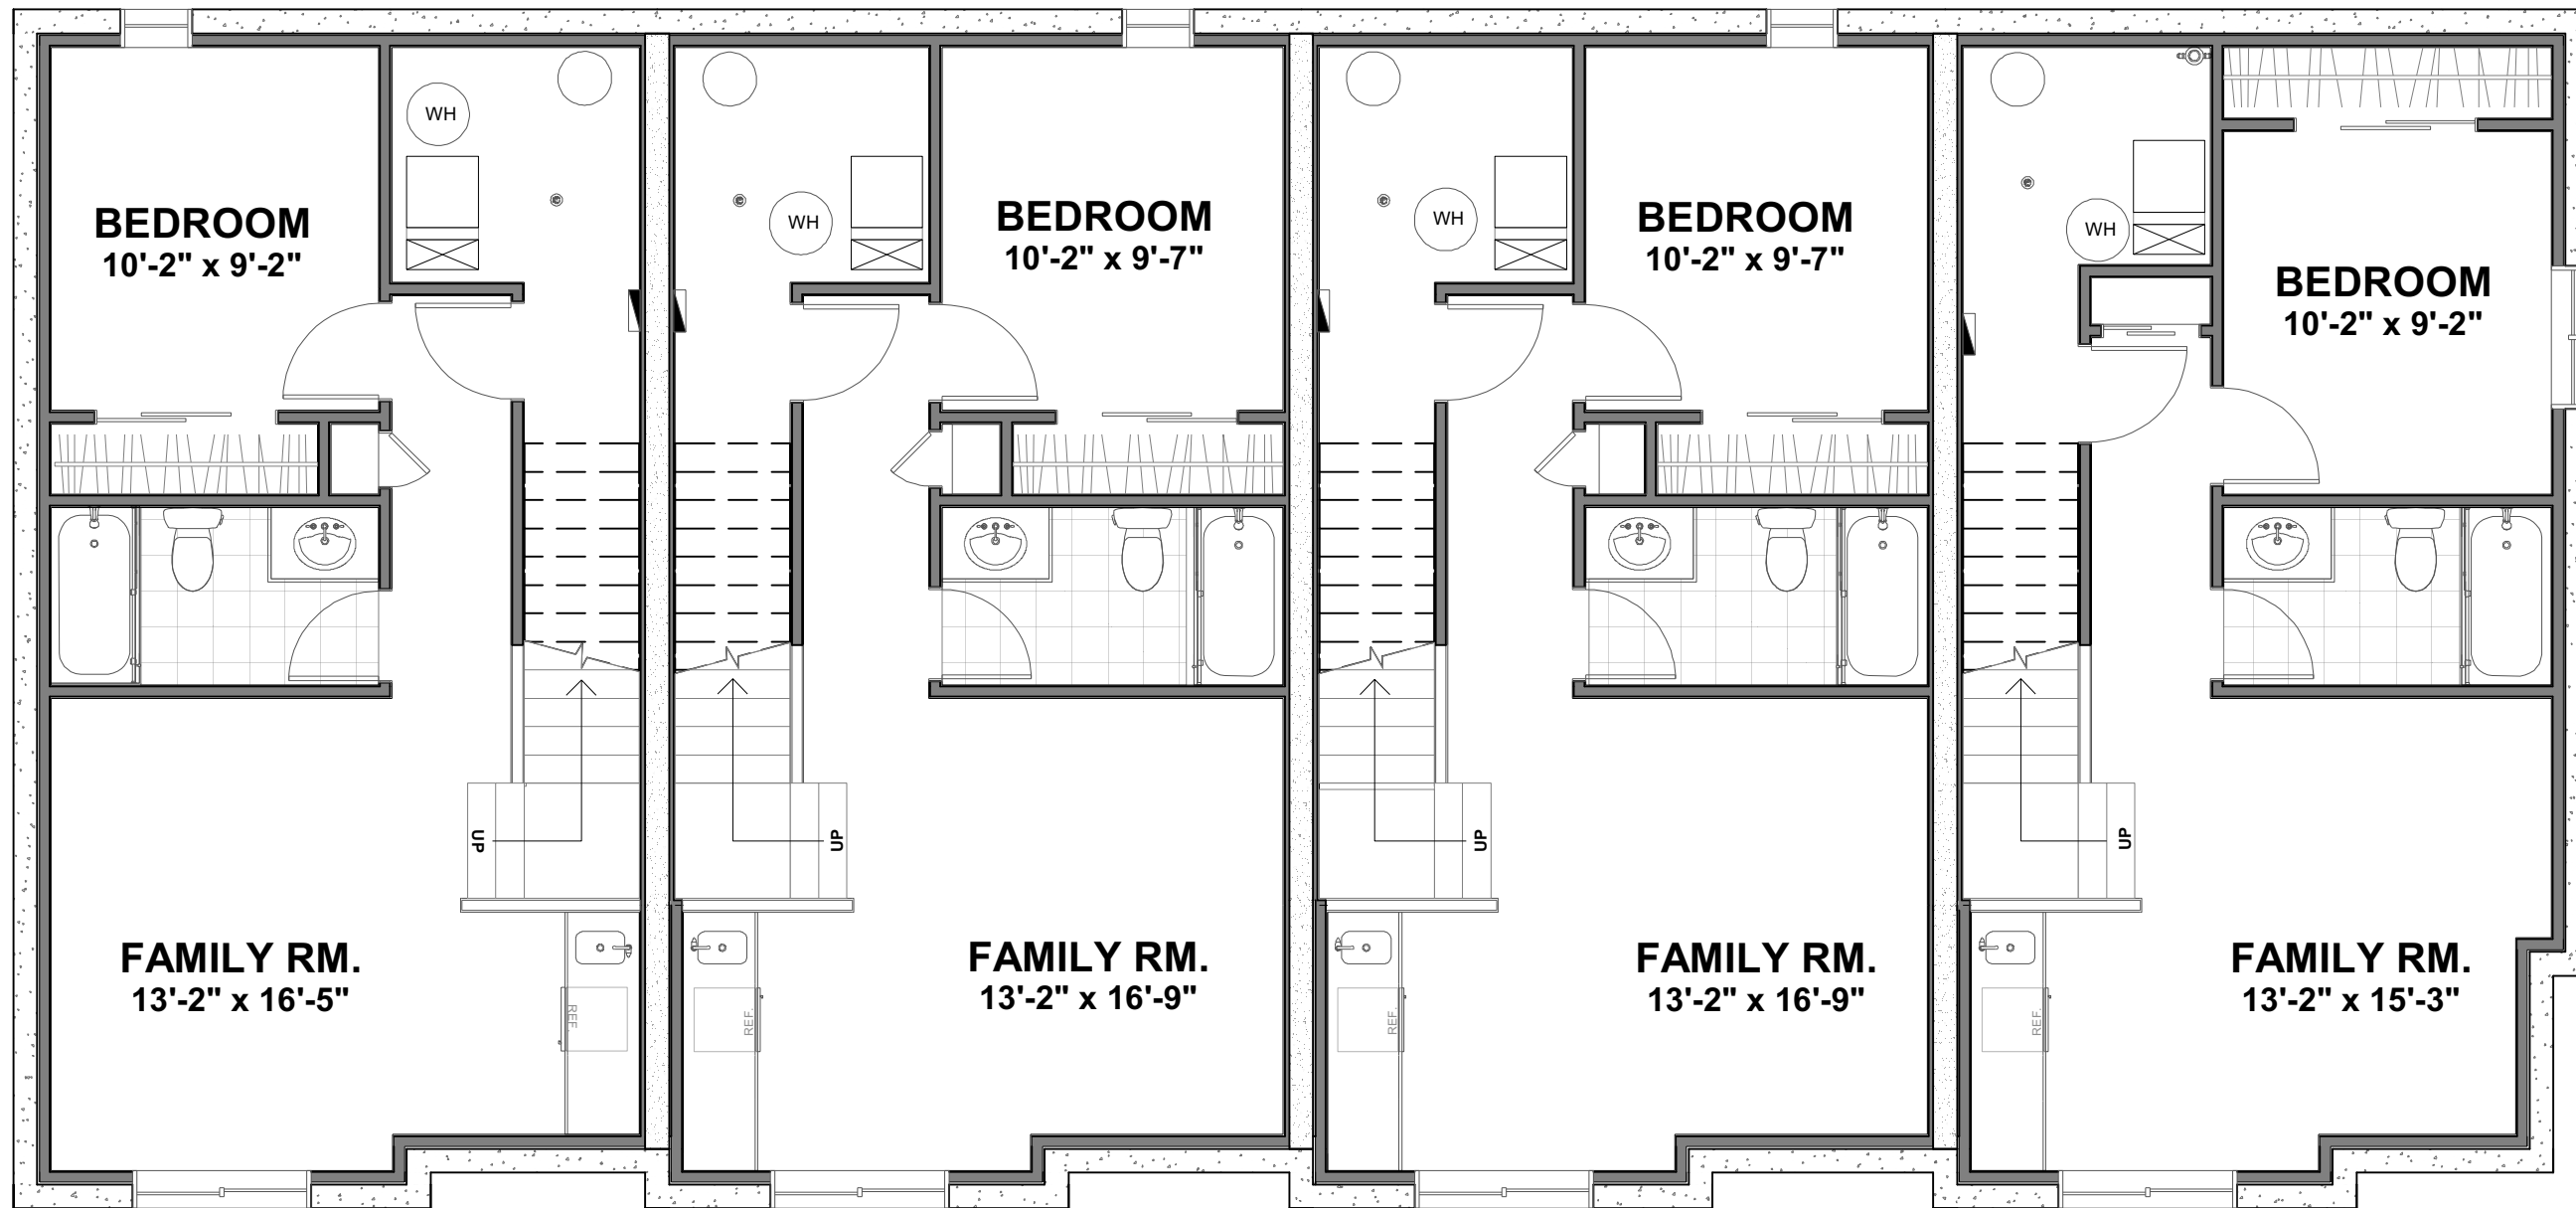 WH
BEDROOM
10'-2" x 9'-2"
UP
FAMILY RM.
13'-2" x 16'-5"
REF.
WH
BEDROOM
10'-2" x 9'-7"
UP
FAMILY RM.
13'-2" x 16'-9"
REF.
WH
BEDROOM
10'-2" x 9'-7"
UP
FAMILY RM.
13'-2" x 16'-9"
REF.
WH
BEDROOM
10'-2" x 9'-2"
UP
FAMILY RM.
13'-2" x 15'-3"
REF.